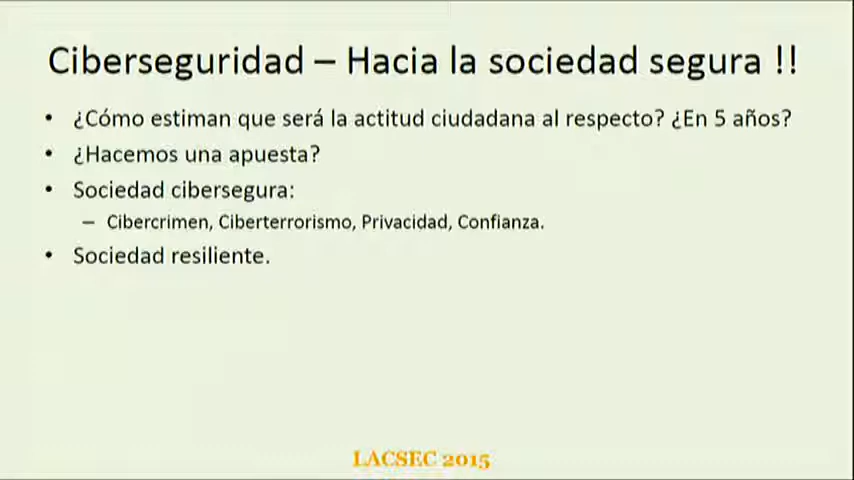 Ciberseguridad – Hacia la sociedad segura !!
• ¿Cómo estiman que será la actitud ciudadana al respecto? ¿En 5 años?
• ¿Hacemos una apuesta?
• Sociedad cibersegura:
– Cibercrimen, Ciberterrorismo, Privacidad, Confianza.
• Sociedad resiliente.
LACSEC 2015